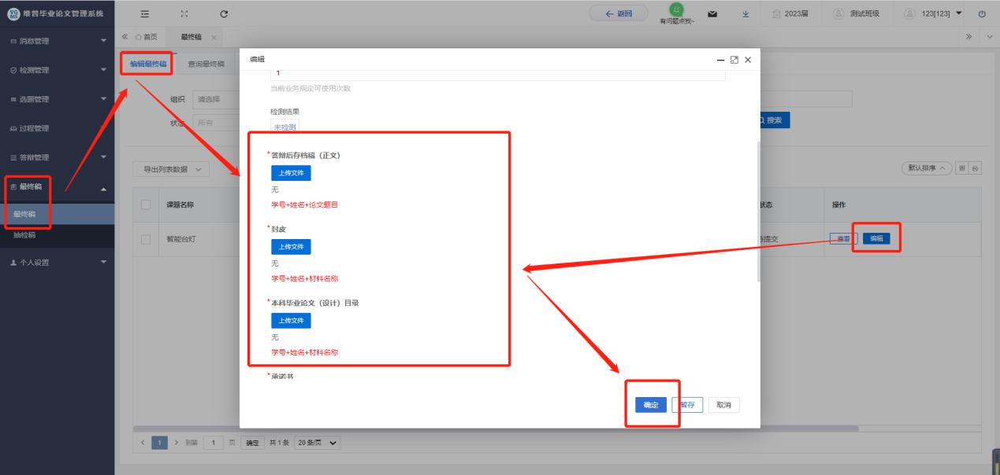 维普毕业论文管理系统
返回
有问题点我~
2023届
测试班级
123[123]
消息管理
检测管理
选题管理
过程管理
答辩管理
最终稿
最终稿
抽检稿
个人设置
首页
最终稿
编辑最终稿
查询最终稿
组织
请选择
状态
所有
搜索
导出列表数据
默认排序
课题名称
状态
操作
智能台灯
待提交
查看
编辑
编辑
1
当前业务规定可使用次数
检测结果
未检测
*答辩后存档稿（正文）
上传文件
无
学号+姓名+论文题目
*封皮
上传文件
无
学号+姓名+材料名称
*本科毕业论文（设计）目录
上传文件
无
学号+姓名+材料名称
*承诺书
确定
暂存
取消
1
到第
1
页
确定
共 1 条
20 条/页